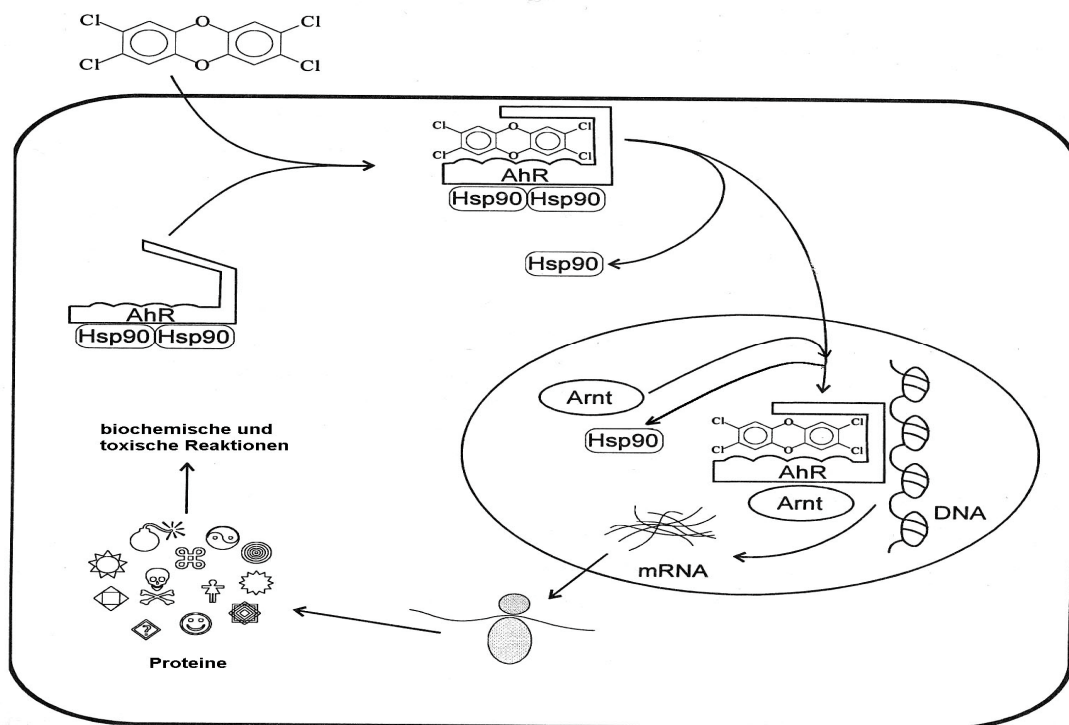 Cl O Cl
Cl O Cl
Cl O Cl
Cl O Cl
AhR
Hsp90 Hsp90
Hsp90
AhR
Hsp90 Hsp90
Arnt
Hsp90
Cl O Cl
Cl O Cl
AhR
Arnt
DNA
mRNA
biochemische und
toxische Reaktionen
?
Proteine